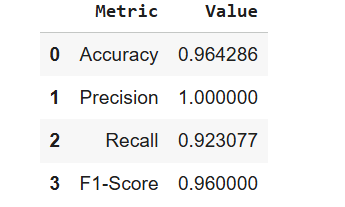 Metric Value
0 Accuracy 0.964286
1 Precision 1.000000
2 Recall 0.923077
3 F1-Score 0.960000